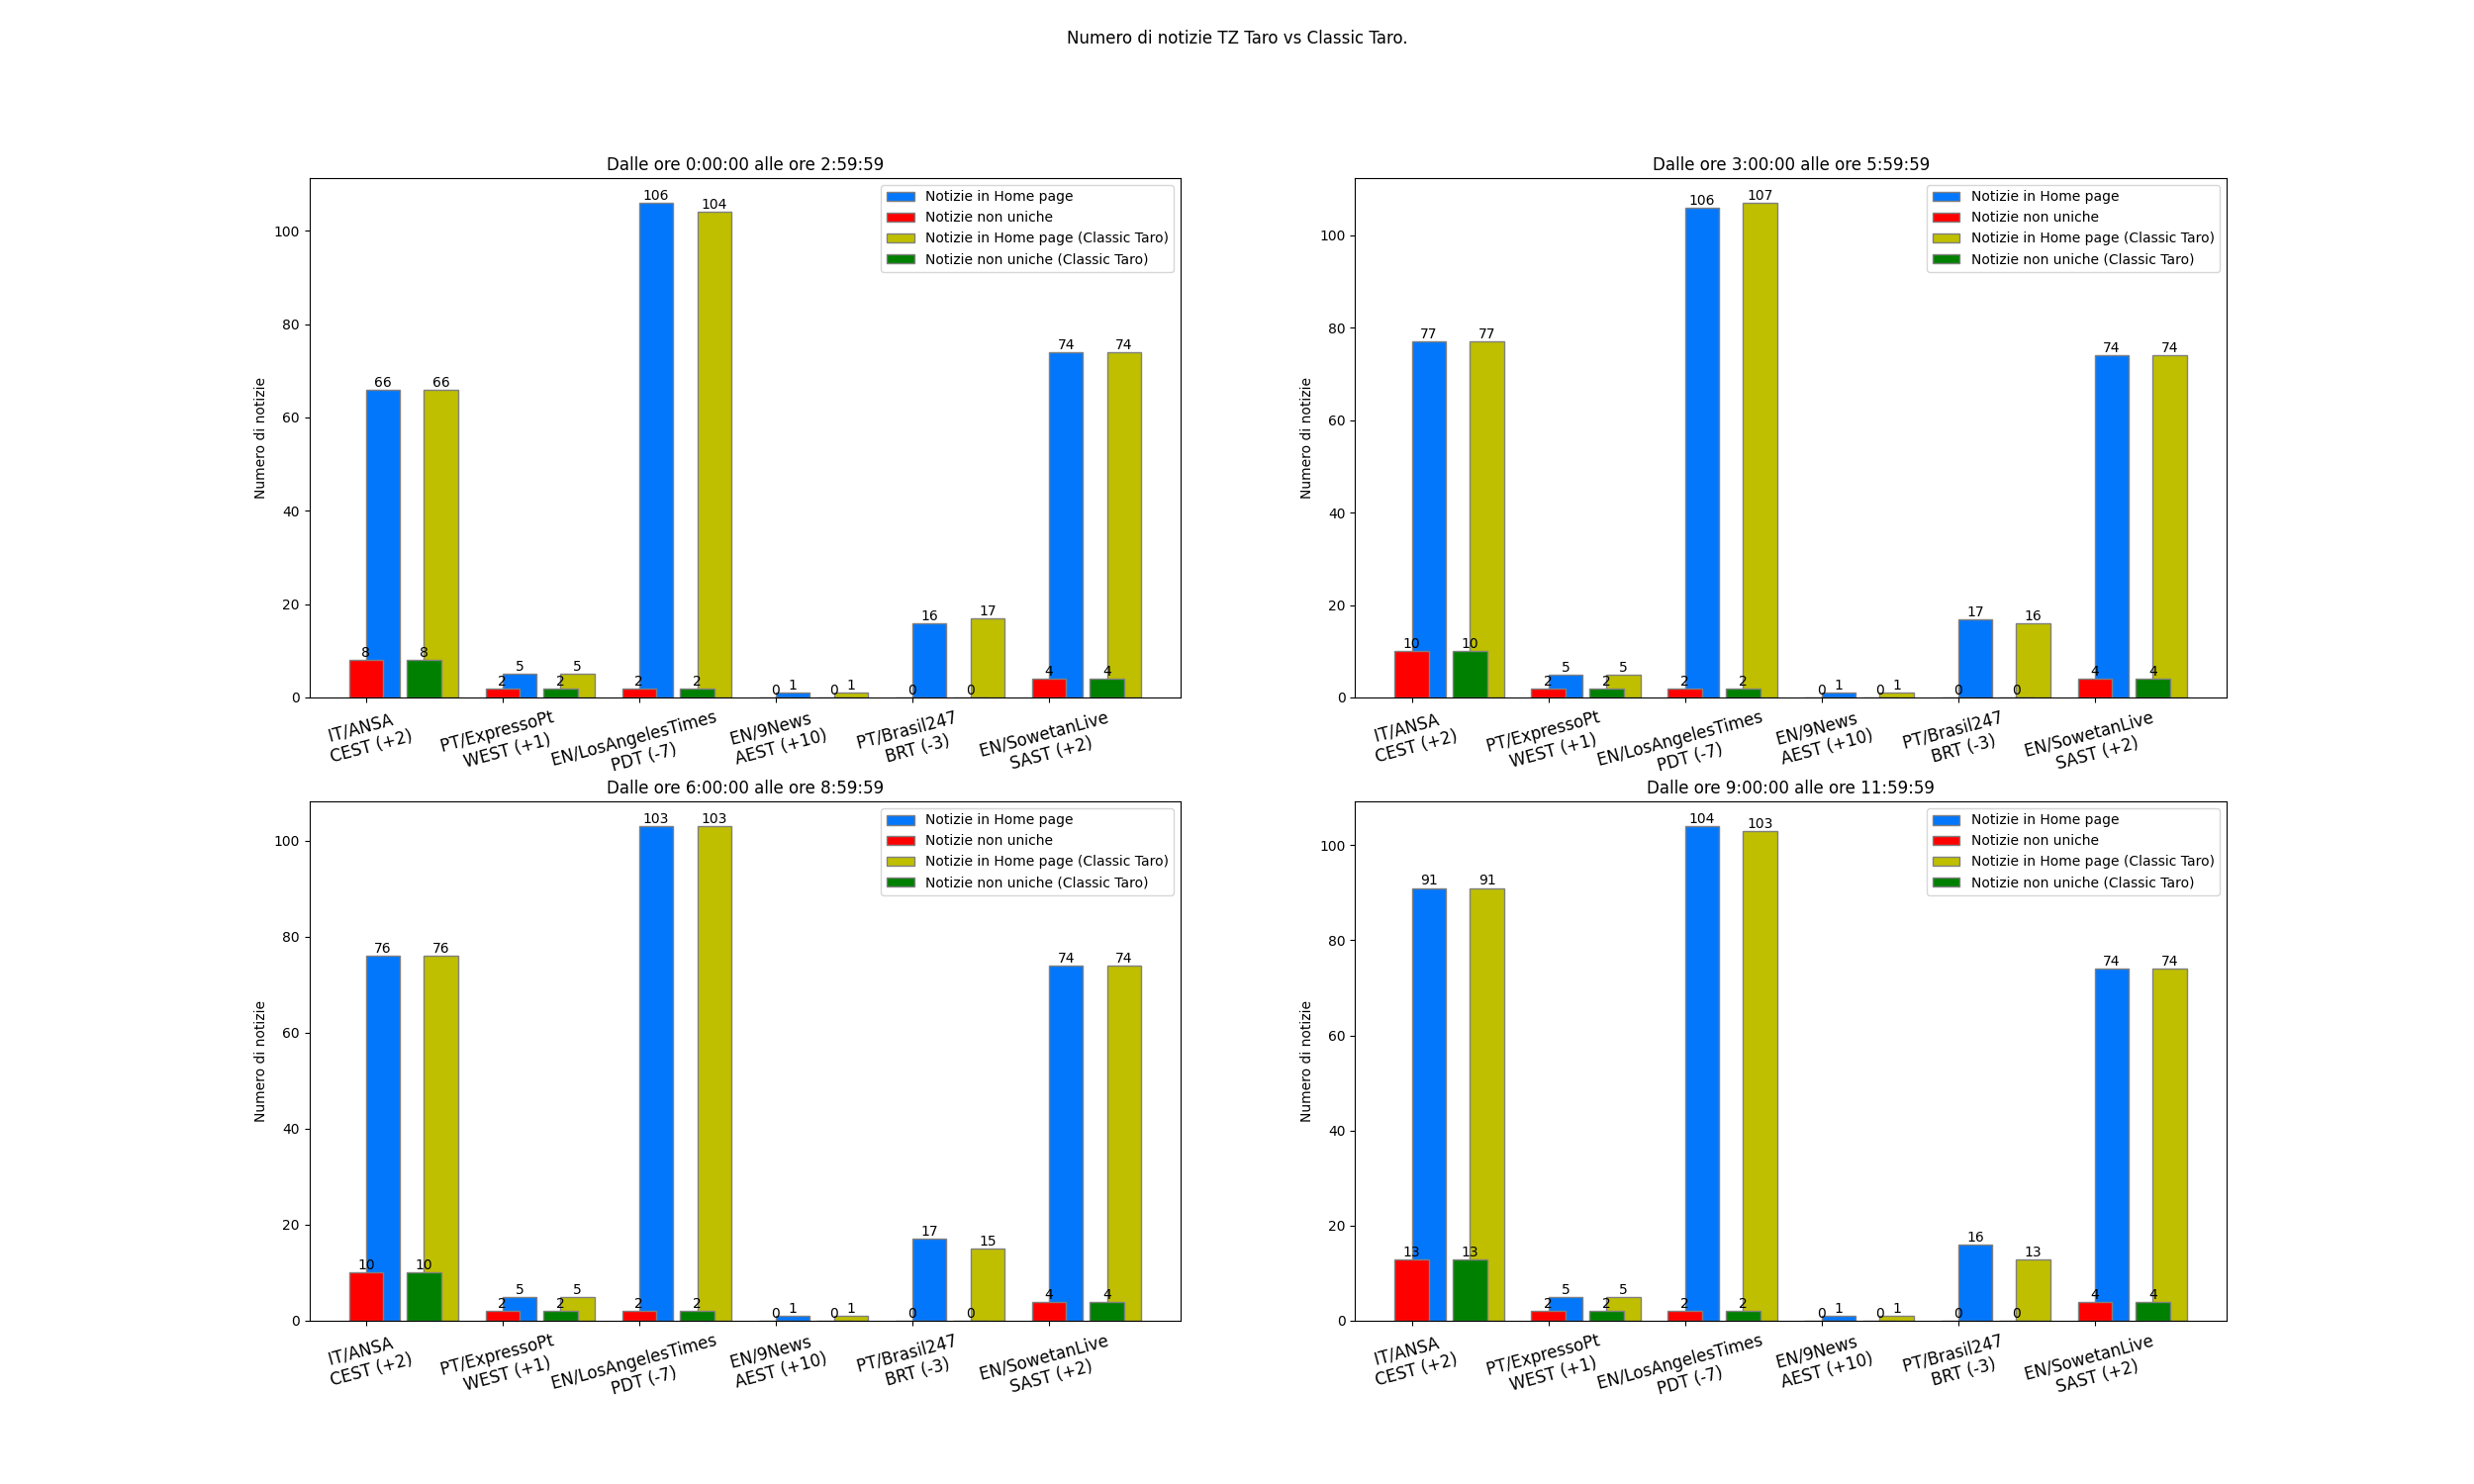 Numero di notizie TZ Taro vs Classic Taro.
Dalle ore 0:00:00 alle ore 2:59:59
Numero di notizie
100
80
60
40
20
0
Notizie in Home page
Notizie non uniche
Notizie in Home page (Classic Taro)
Notizie non uniche (Classic Taro)
66 66 5 5 106 104 1 1 16 17 74 74
8 8 2 2 2 2 0 0 0 0 4 4
IT/ANSA
CEST (+2)
PT/ExpressoPt
WEST (+1)
EN/LosAngelesTimes
PDT (-7)
EN/9News
AEST (+10)
PT/Brasil247
BRT (-3)
EN/SowetanLive
SAST (+2)
Dalle ore 3:00:00 alle ore 5:59:59
Numero di notizie
100
80
60
40
20
0
Notizie in Home page
Notizie non uniche
Notizie in Home page (Classic Taro)
Notizie non uniche (Classic Taro)
77 77 5 5 106 107 1 1 17 16 74 74
10 10 2 2 2 2 0 0 0 0 4 4
IT/ANSA
CEST (+2)
PT/ExpressoPt
WEST (+1)
EN/LosAngelesTimes
PDT (-7)
EN/9News
AEST (+10)
PT/Brasil247
BRT (-3)
EN/SowetanLive
SAST (+2)
Dalle ore 6:00:00 alle ore 8:59:59
Numero di notizie
100
80
60
40
20
0
Notizie in Home page
Notizie non uniche
Notizie in Home page (Classic Taro)
Notizie non uniche (Classic Taro)
76 76 5 5 103 103 1 1 17 15 74 74
10 10 2 2 2 2 0 0 0 0 4 4
IT/ANSA
CEST (+2)
PT/ExpressoPt
WEST (+1)
EN/LosAngelesTimes
PDT (-7)
EN/9News
AEST (+10)
PT/Brasil247
BRT (-3)
EN/SowetanLive
SAST (+2)
Dalle ore 9:00:00 alle ore 11:59:59
Numero di notizie
100
80
60
40
20
0
Notizie in Home page
Notizie non uniche
Notizie in Home page (Classic Taro)
Notizie non uniche (Classic Taro)
91 91 5 5 104 103 1 1 16 13 74 74
13 13 2 2 2 2 0 0 0 0 4 4
IT/ANSA
CEST (+2)
PT/ExpressoPt
WEST (+1)
EN/LosAngelesTimes
PDT (-7)
EN/9News
AEST (+10)
PT/Brasil247
BRT (-3)
EN/SowetanLive
SAST (+2)